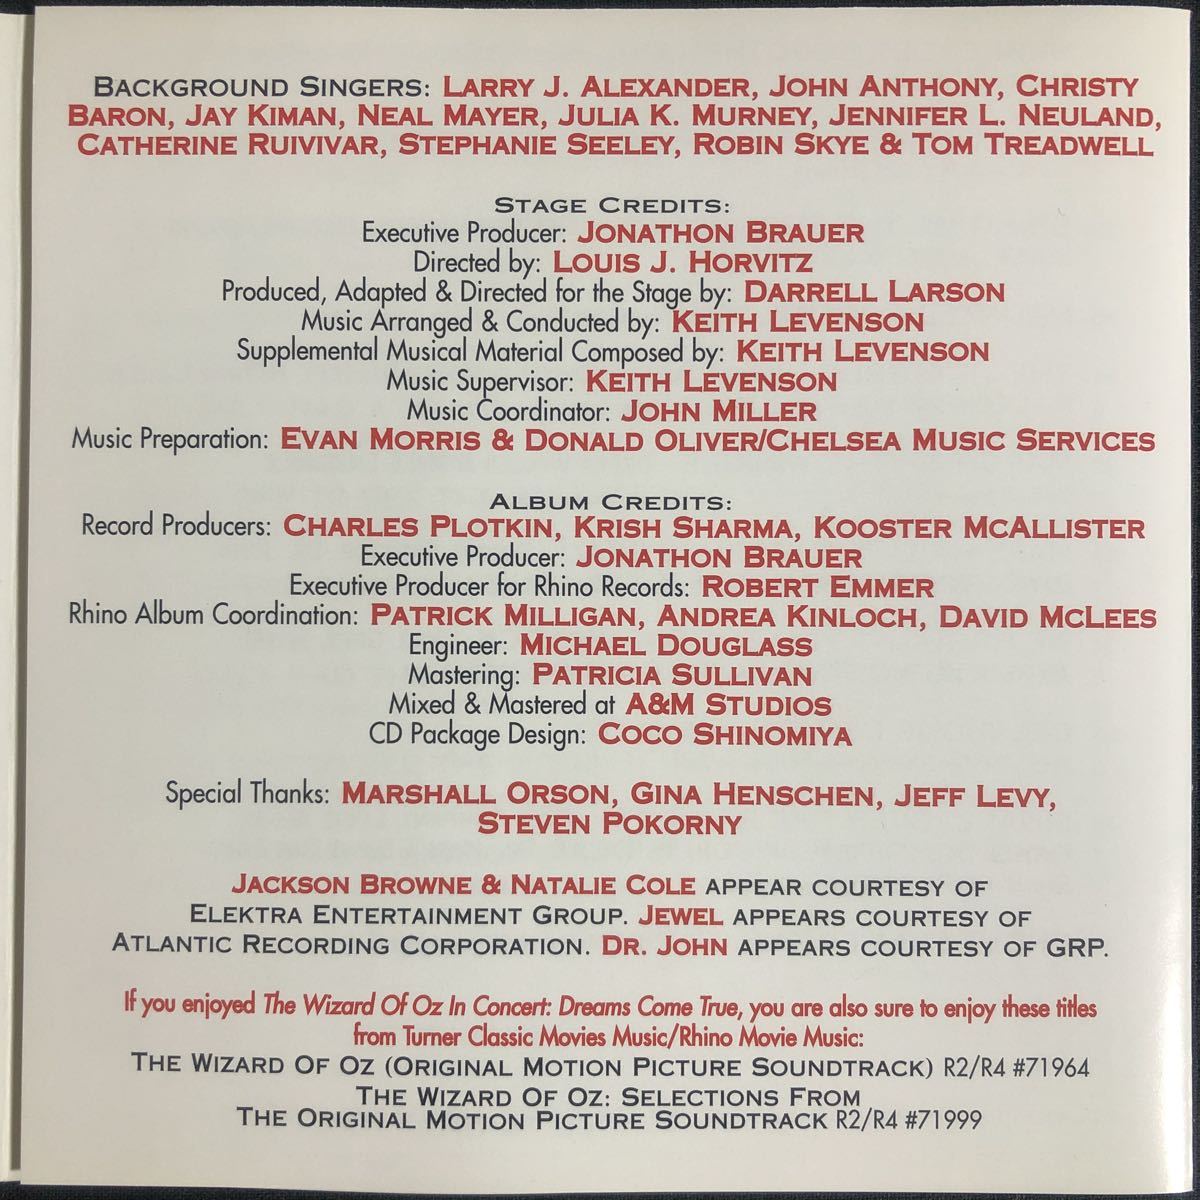 BACKGROUND SINGERS: LARRY J. ALEXANDER, JOHN ANTHONY, CHRISTY
BARON, JAY KIMAN, NEAL MAYER, JULIA K. MURNEY, JENNIFER L. NEULAND,
CATHERINE RUIVIVAR, STEPHANIE SEELEY, ROBIN SKYE & TOM TREADWELL
STAGE CREDITS:
Executive Producer: JONATHON BRAUER
Directed by: LOUIS J. HORVITZ
Produced, Adapted & Directed for the Stage by: DARRELL LARSON
Music Arranged & Conducted by: KEITH LEVENSON
Supplemental Musical Material Composed by: KEITH LEVENSON
Music Supervisor: KEITH LEVENSON
Music Coordinator: JOHN MILLER
Music Preparation: EVAN MORRIS & DONALD OLIVER/CHELSEA MUSIC SERVICES
ALBUM CREDITS:
Record Producers: CHARLES PLOTKIN, KRISH SHARMA, KOOSTER MCALLISTER
Executive Producer: JONATHON BRAUER
Executive Producer for Rhino Records: ROBERT EMMER
Rhino Album Coordination: PATRICK MILLIGAN, ANDREA KINLOCH, DAVID MCLEES
Engineer: MICHAEL DOUGLASS
Mastering: PATRICIA SULLIVAN
Mixed & Mastered at A&M STUDIOS
CD Package Design: COCO SHINOMIYA
Special Thanks: MARSHALL ORSON, GINA HENSCHEN, JEFF LEVY,
STEVEN POKORNY
JACKSON BROWNE & NATALIE COLE APPEAR COURTESY OF
ELEKTRA ENTERTAINMENT GROUP. JEWEL APPEARS COURTESY OF
ATLANTIC RECORDING CORPORATION. DR. JOHN APPEARS COURTESY OF GRP.
If you enjoyed The Wizard Of Oz In Concert: Dreams Come True, you are also sure to enjoy these titles
from Turner Classic Movies Music/Rhino Movie Music:
THE WIZARD OF OZ (ORIGINAL MOTION PICTURE SOUNDTRACK) R2/R4 #71964
THE WIZARD OF OZ: SELECTIONS FROM
THE ORIGINAL MOTION PICTURE SOUNDTRACK R2/R4 #71999